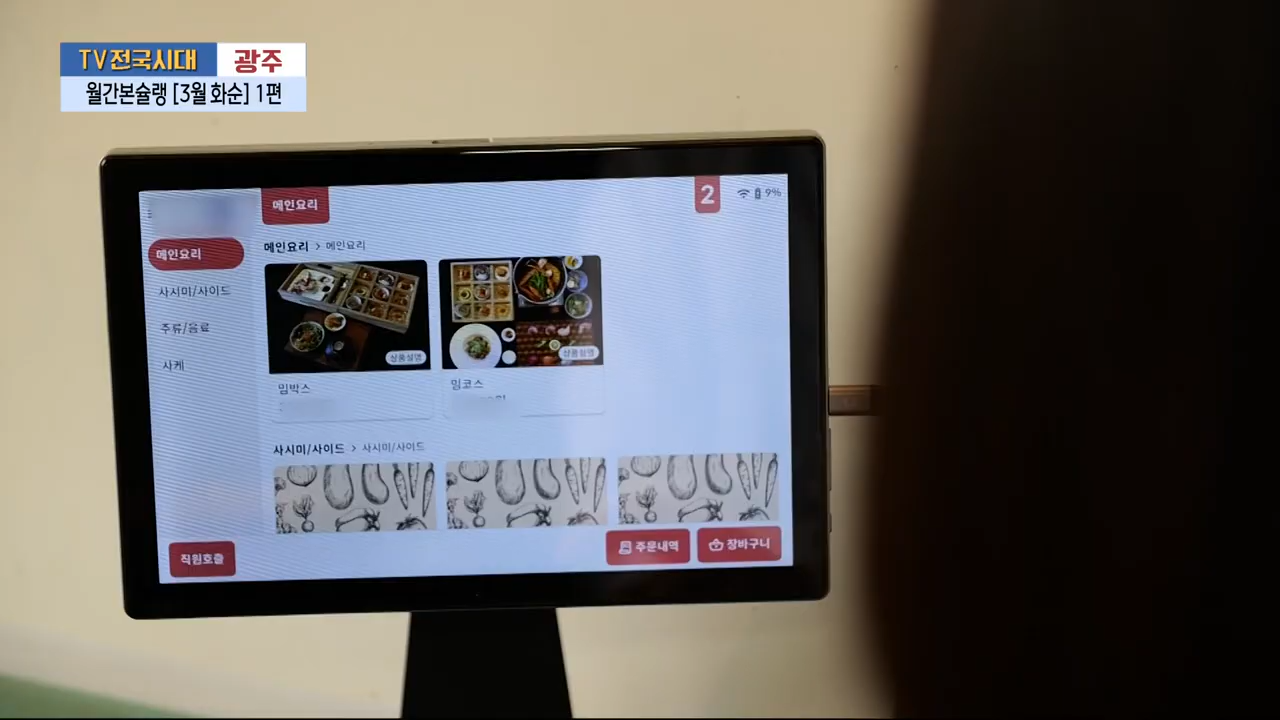 TV전국시대 광주
월간본슐랭 [3월 화순] 1편
메인요리
2
9%
메인요리
메인요리 > 메인요리
사시미/사이드
주류/음료
사케
상품설명
상품설명
밈박스
밍코스
사시미/사이드 > 사시미/사이드
직원호출
주문내역
장바구니